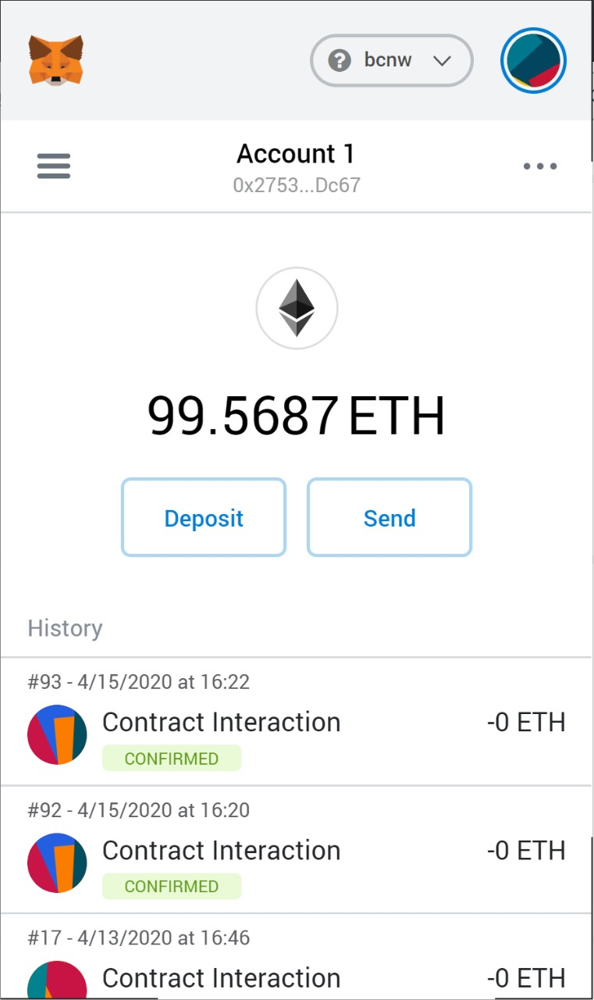 ? bcnw
Account 1
0x2753...Dc67
99.5687 ETH
Deposit Send
History
#93 - 4/15/2020 at 16:22
Contract Interaction -0 ETH
CONFIRMED
#92 - 4/15/2020 at 16:20
Contract Interaction -0 ETH
CONFIRMED
#17 - 4/13/2020 at 16:46
Contract Interaction -0 ETH